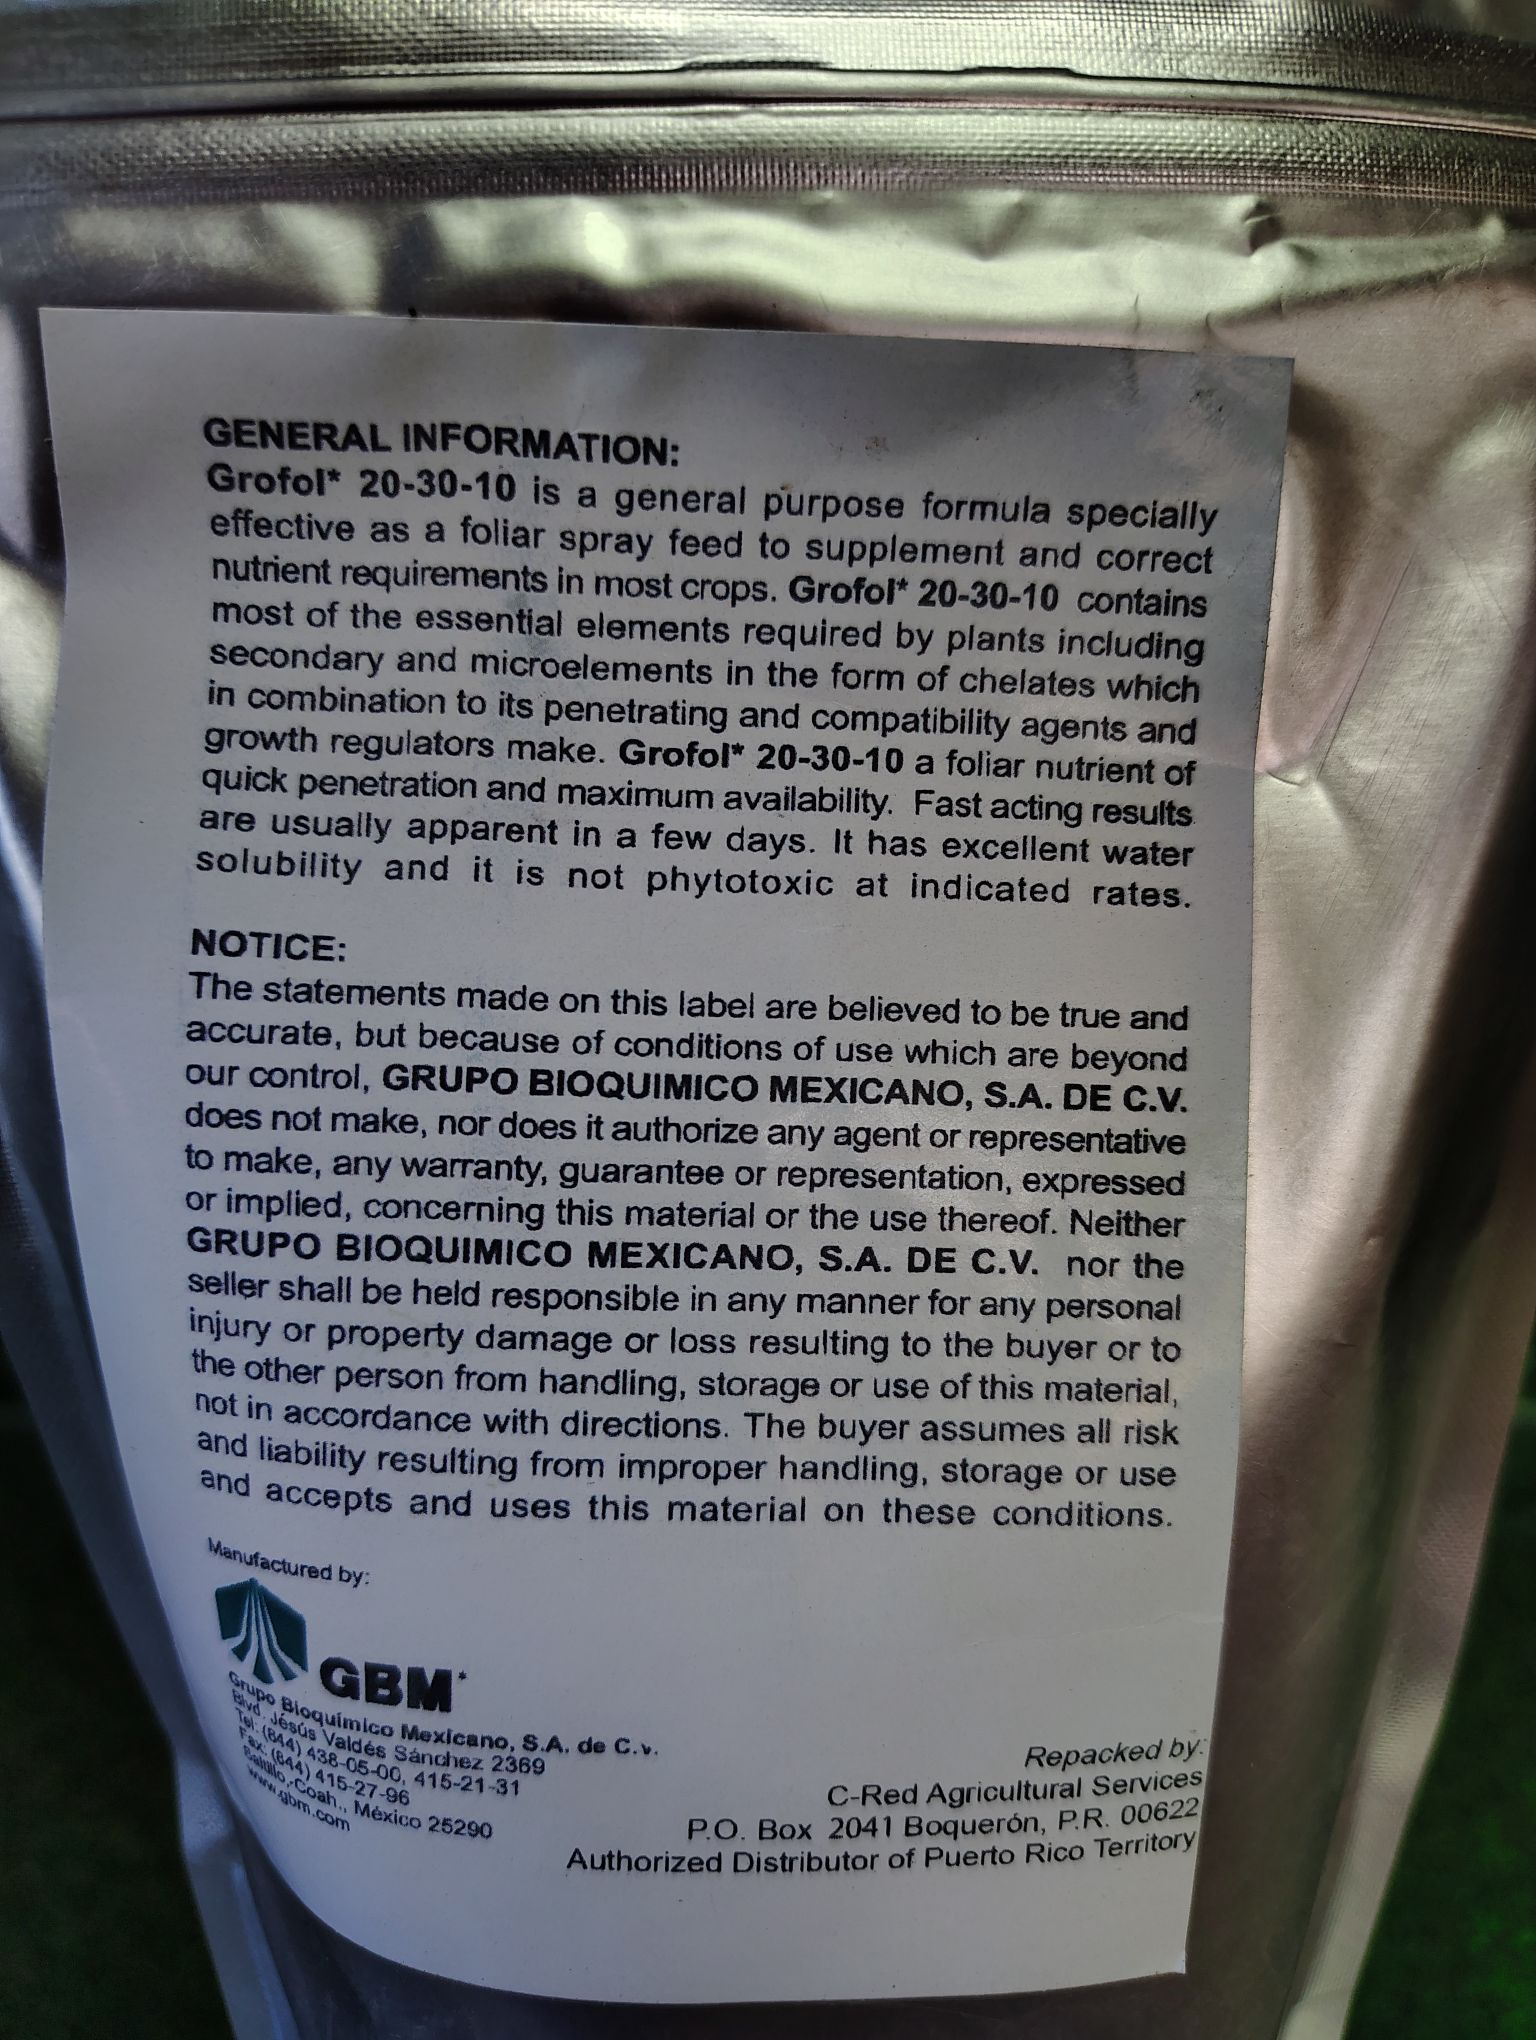 GENERAL INFORMATION:
Grofol* 20-30-10 is a general purpose formula specially
effective as a foliar spray feed to supplement and correct
nutrient requirements in most crops. Grofol* 20-30-10 contains
most of the essential elements required by plants including
secondary and microelements in the form of chelates which
in combination to its penetrating and compatibility agents and
growth regulators make. Grofol* 20-30-10 a foliar nutrient of
quick penetration and maximum availability. Fast acting results
are usually apparent in a few days. It has excellent water
solubility and it is not phytotoxic at indicated rates.
NOTICE:
The statements made on this label are believed to be true and
accurate, but because of conditions of use which are beyond
our control, GRUPO BIOQUIMICO MEXICANO, S.A. DE C.V.
does not make, nor does it authorize any agent or representative
to make, any warranty, guarantee or representation, expressed
or implied, concerning this material or the use thereof. Neither
GRUPO BIOQUIMICO MEXICANO, S.A. DE C.V. nor the
seller shall be held responsible in any manner for any personal
injury or property damage or loss resulting to the buyer or to
the other person from handling, storage or use of this material,
not in accordance with directions. The buyer assumes all risk
and liability resulting from improper handling, storage or use
and accepts and uses this material on these conditions.
Manufactured by:
GBM*
Grupo Bioquímico Mexicano, S.A. de C.v.
Blvd. Jésús Valdés Sánchez 2369
Tel: (844) 438-05-00, 415-21-31
Fax: (844) 415-27-96
Saltillo, Coah., México 25290
www.gbm.com
Repacked by:
C-Red Agricultural Services
P.O. Box 2041 Boquerón, P.R. 00622
Authorized Distributor of Puerto Rico Territory